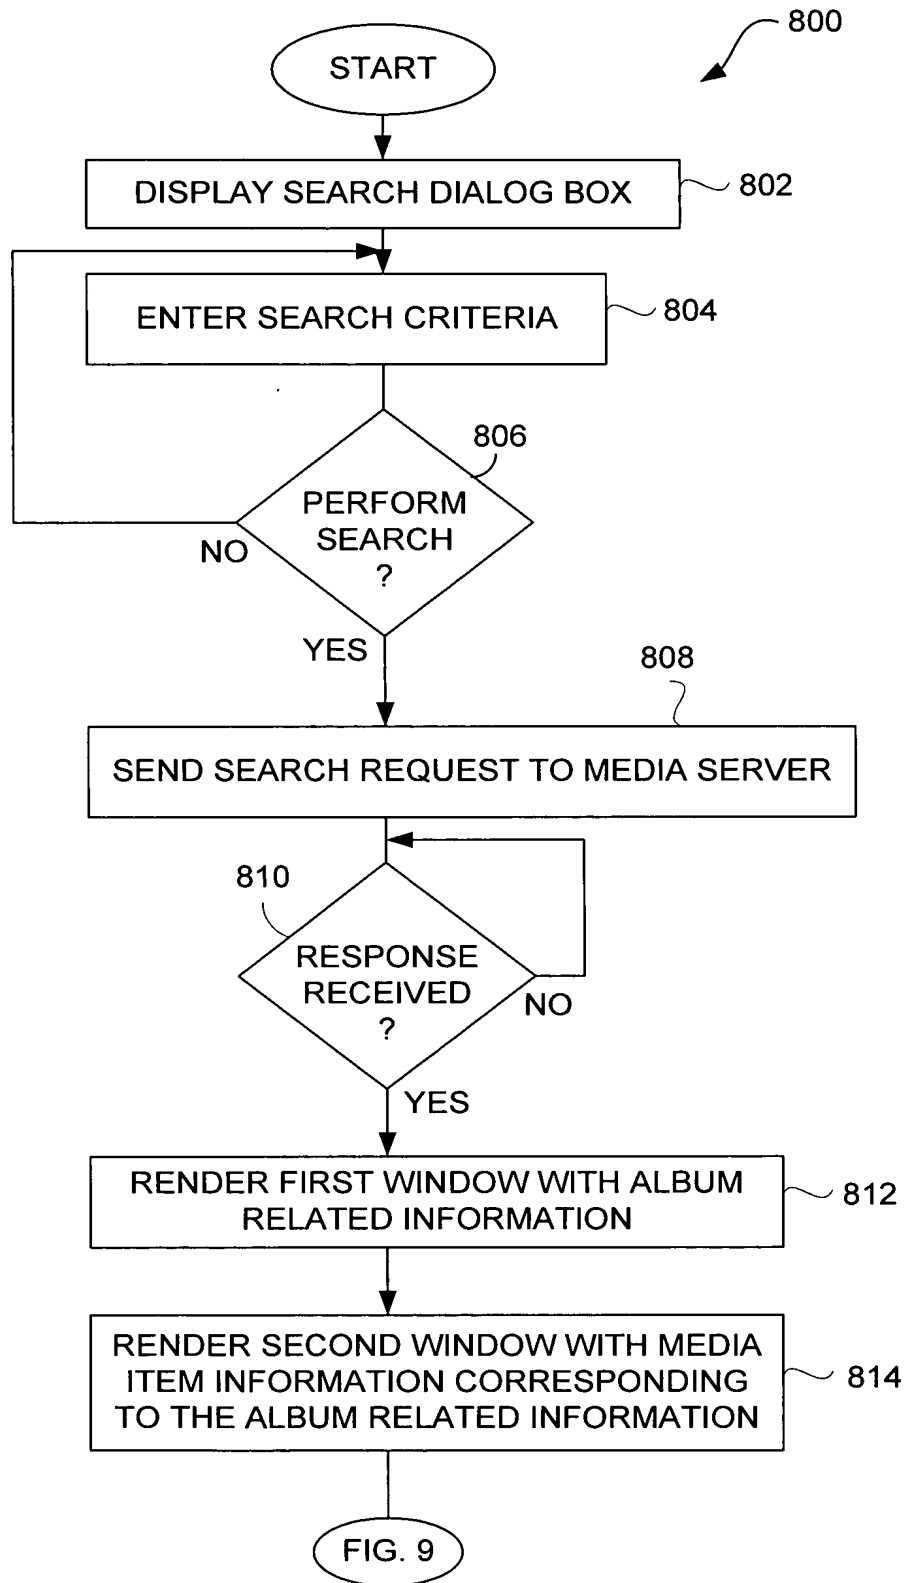 800
START
DISPLAY SEARCH DIALOG BOX
802
ENTER SEARCH CRITERIA
804
806
PERFORM
SEARCH
?
NO
YES
808
SEND SEARCH REQUEST TO MEDIA SERVER
810
RESPONSE
RECEIVED
?
NO
YES
RENDER FIRST WINDOW WITH ALBUM
RELATED INFORMATION
812
RENDER SECOND WINDOW WITH MEDIA
ITEM INFORMATION CORRESPONDING
TO THE ALBUM RELATED INFORMATION
814
FIG. 9